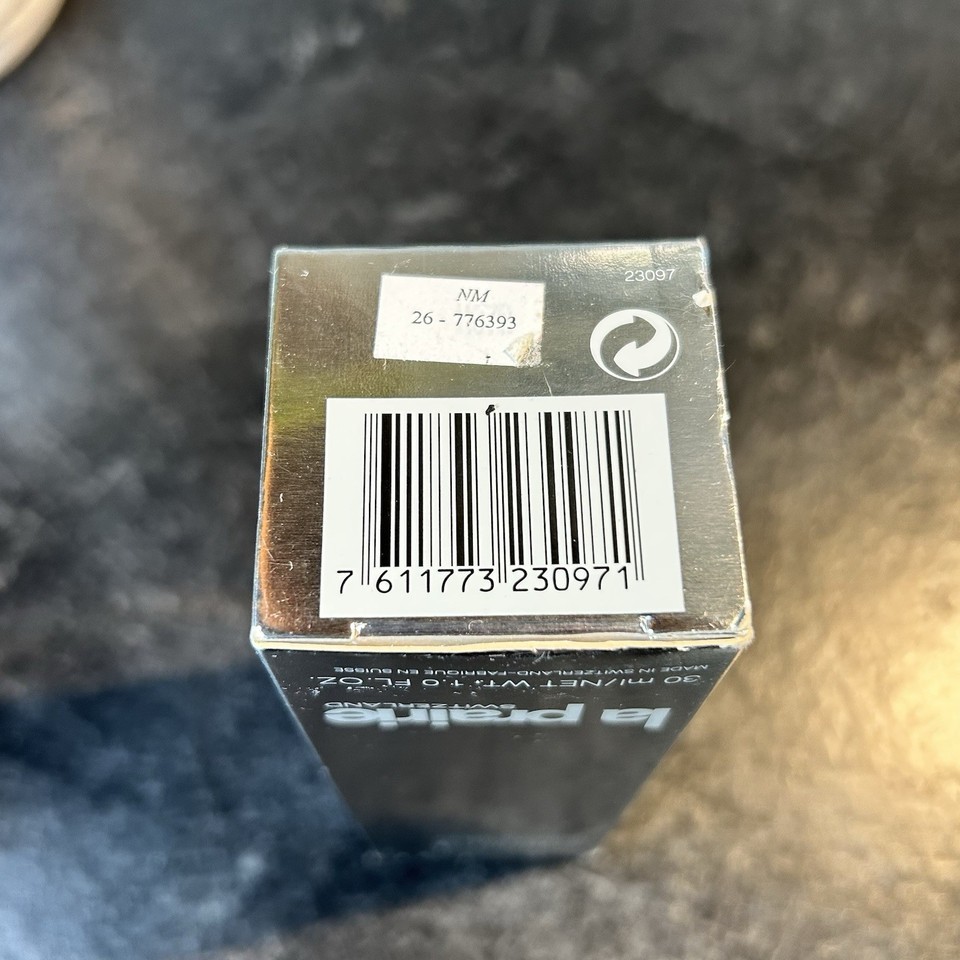 23097
NM
26 - 776393
7 611773 230971
MADE IN SWITZERLAND-FABRIQUE EN SUISSE
30 ml/NET WT. 1.0 FL.OZ.
SWITZERLAND
la prairie